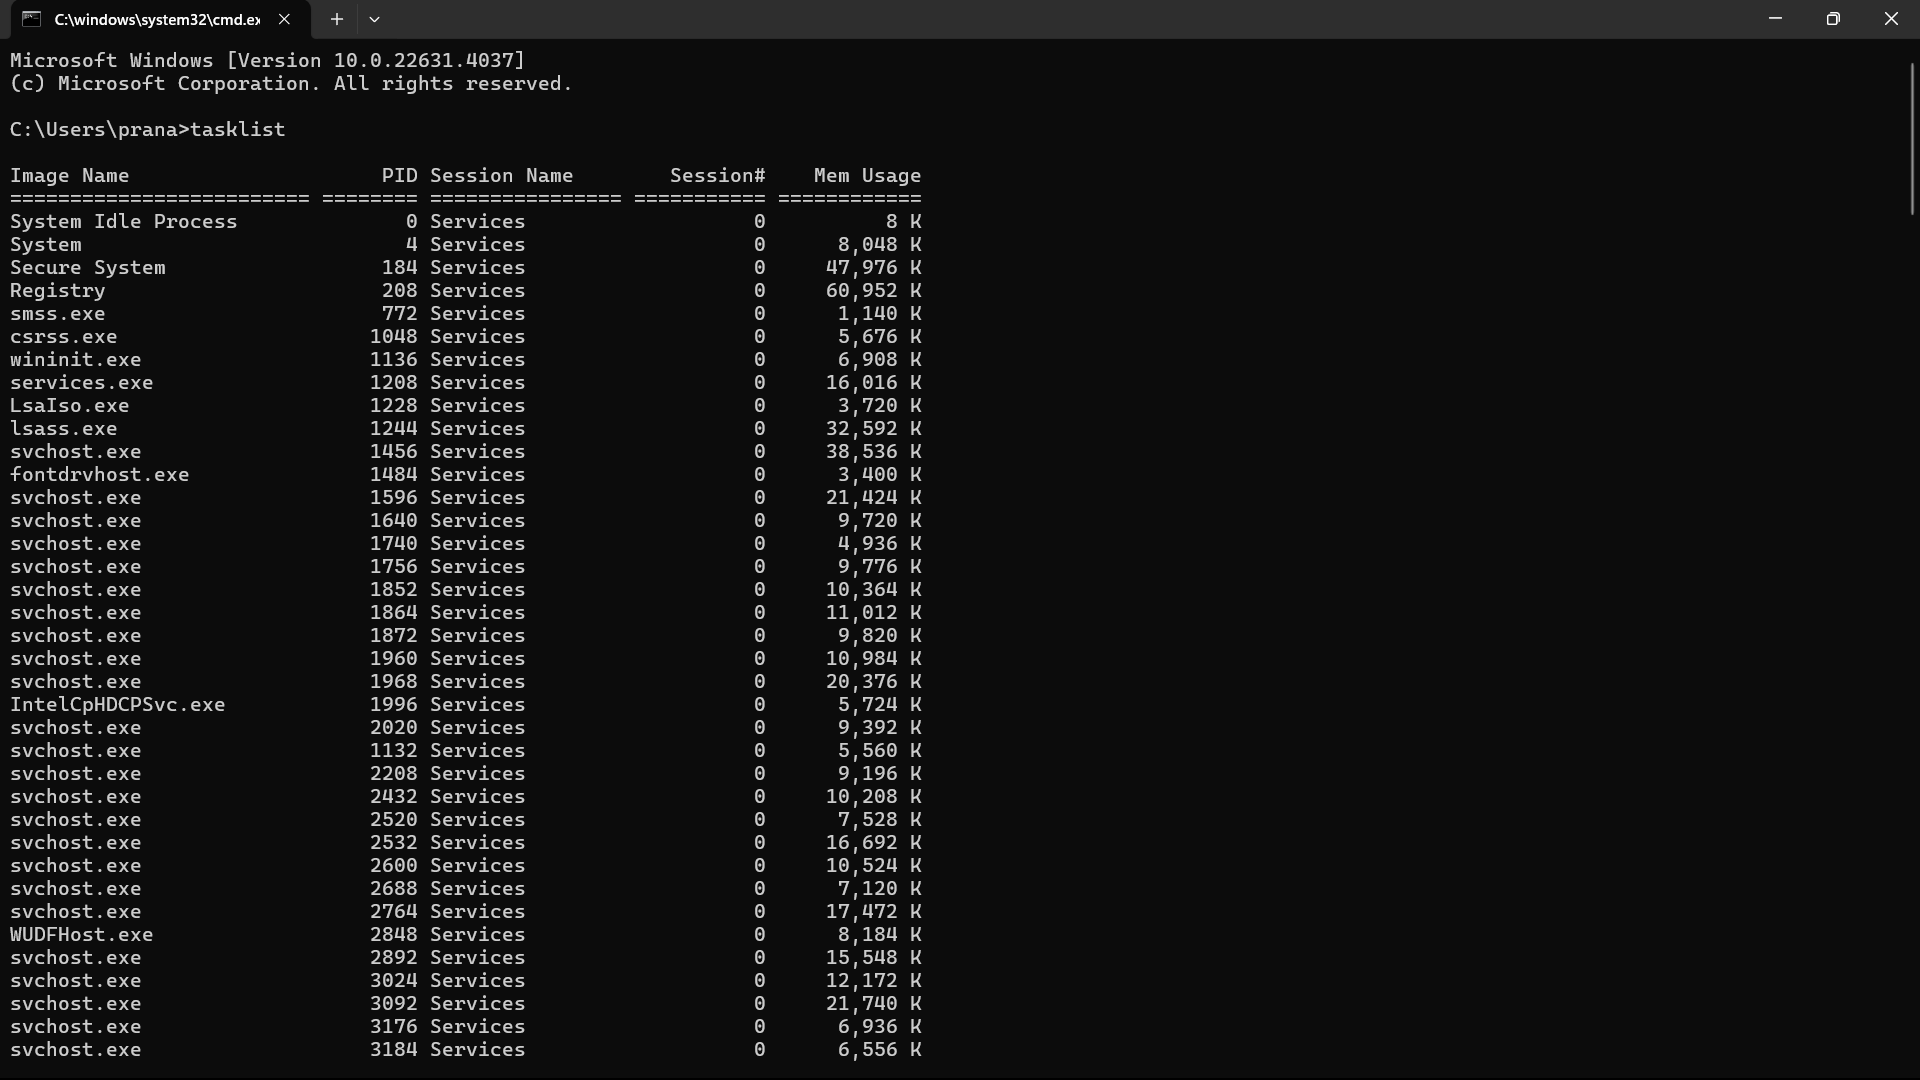 C:\windows\system32\cmd.ex
Microsoft Windows [Version 10.0.22631.4037]
(c) Microsoft Corporation. All rights reserved.
C:\Users\prana>tasklist
Image Name                     PID Session Name        Session#    Mem Usage
========================= ======== ================ =========== ============
System Idle Process              0 Services                   0          8 K
System                           4 Services                   0      8,048 K
Secure System                  184 Services                   0     47,976 K
Registry                       208 Services                   0     60,952 K
smss.exe                       772 Services                   0      1,140 K
csrss.exe                     1048 Services                   0      5,676 K
wininit.exe                   1136 Services                   0      6,908 K
services.exe                  1208 Services                   0     16,016 K
LsaIso.exe                    1228 Services                   0      3,720 K
lsass.exe                     1244 Services                   0     32,592 K
svchost.exe                   1456 Services                   0     38,536 K
fontdrvhost.exe               1484 Services                   0      3,400 K
svchost.exe                   1596 Services                   0     21,424 K
svchost.exe                   1640 Services                   0      9,720 K
svchost.exe                   1740 Services                   0      4,936 K
svchost.exe                   1756 Services                   0      9,776 K
svchost.exe                   1852 Services                   0     10,364 K
svchost.exe                   1864 Services                   0     11,012 K
svchost.exe                   1872 Services                   0      9,820 K
svchost.exe                   1960 Services                   0     10,984 K
svchost.exe                   1968 Services                   0     20,376 K
IntelCpHDCPSvc.exe            1996 Services                   0      5,724 K
svchost.exe                   2020 Services                   0      9,392 K
svchost.exe                   1132 Services                   0      5,560 K
svchost.exe                   2208 Services                   0      9,196 K
svchost.exe                   2432 Services                   0     10,208 K
svchost.exe                   2520 Services                   0      7,528 K
svchost.exe                   2532 Services                   0     16,692 K
svchost.exe                   2600 Services                   0     10,524 K
svchost.exe                   2688 Services                   0      7,120 K
svchost.exe                   2764 Services                   0     17,472 K
WUDFHost.exe                  2848 Services                   0      8,184 K
svchost.exe                   2892 Services                   0     15,548 K
svchost.exe                   3024 Services                   0     12,172 K
svchost.exe                   3092 Services                   0     21,740 K
svchost.exe                   3176 Services                   0      6,936 K
svchost.exe                   3184 Services                   0      6,556 K